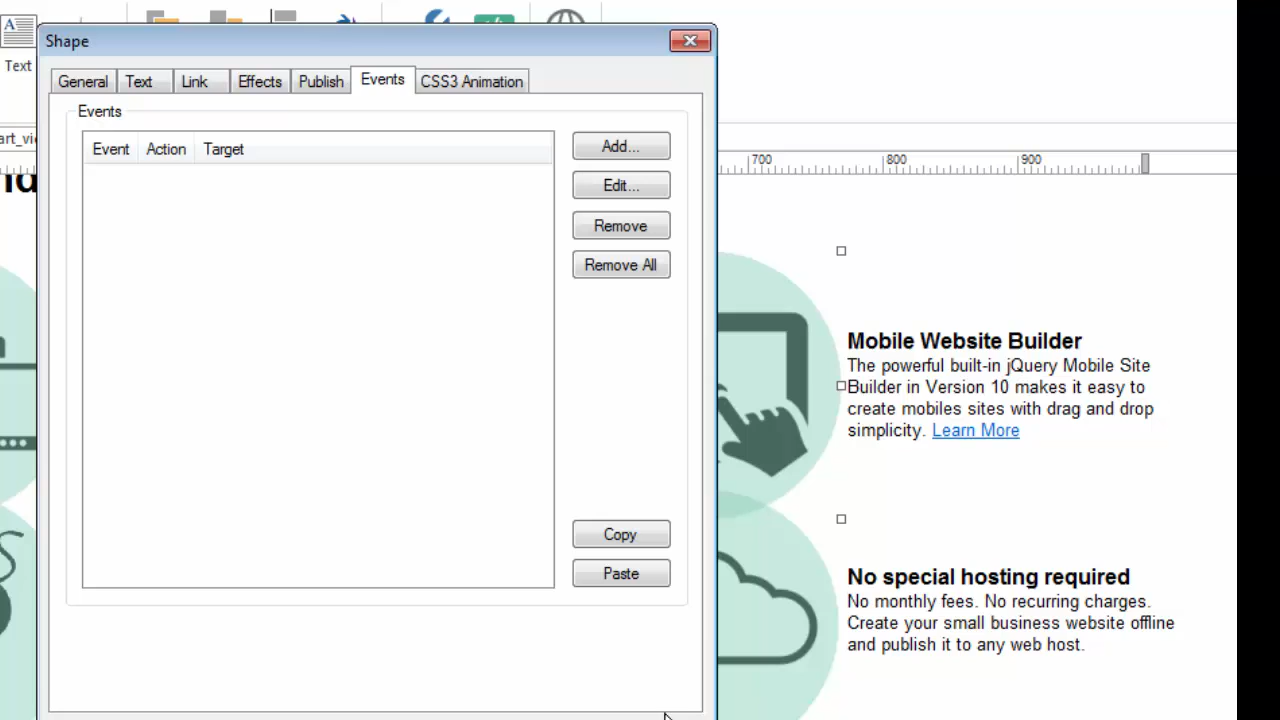 Text
Shape
General Text Link Effects Publish Events CSS3 Animation
Events
Event Action Target
Add...
Edit...
Remove
Remove All
Copy
Paste
700 800 900
Mobile Website Builder
The powerful built-in jQuery Mobile Site
Builder in Version 10 makes it easy to
create mobiles sites with drag and drop
simplicity. Learn More
No special hosting required
No monthly fees. No recurring charges.
Create your small business website offline
and publish it to any web host.